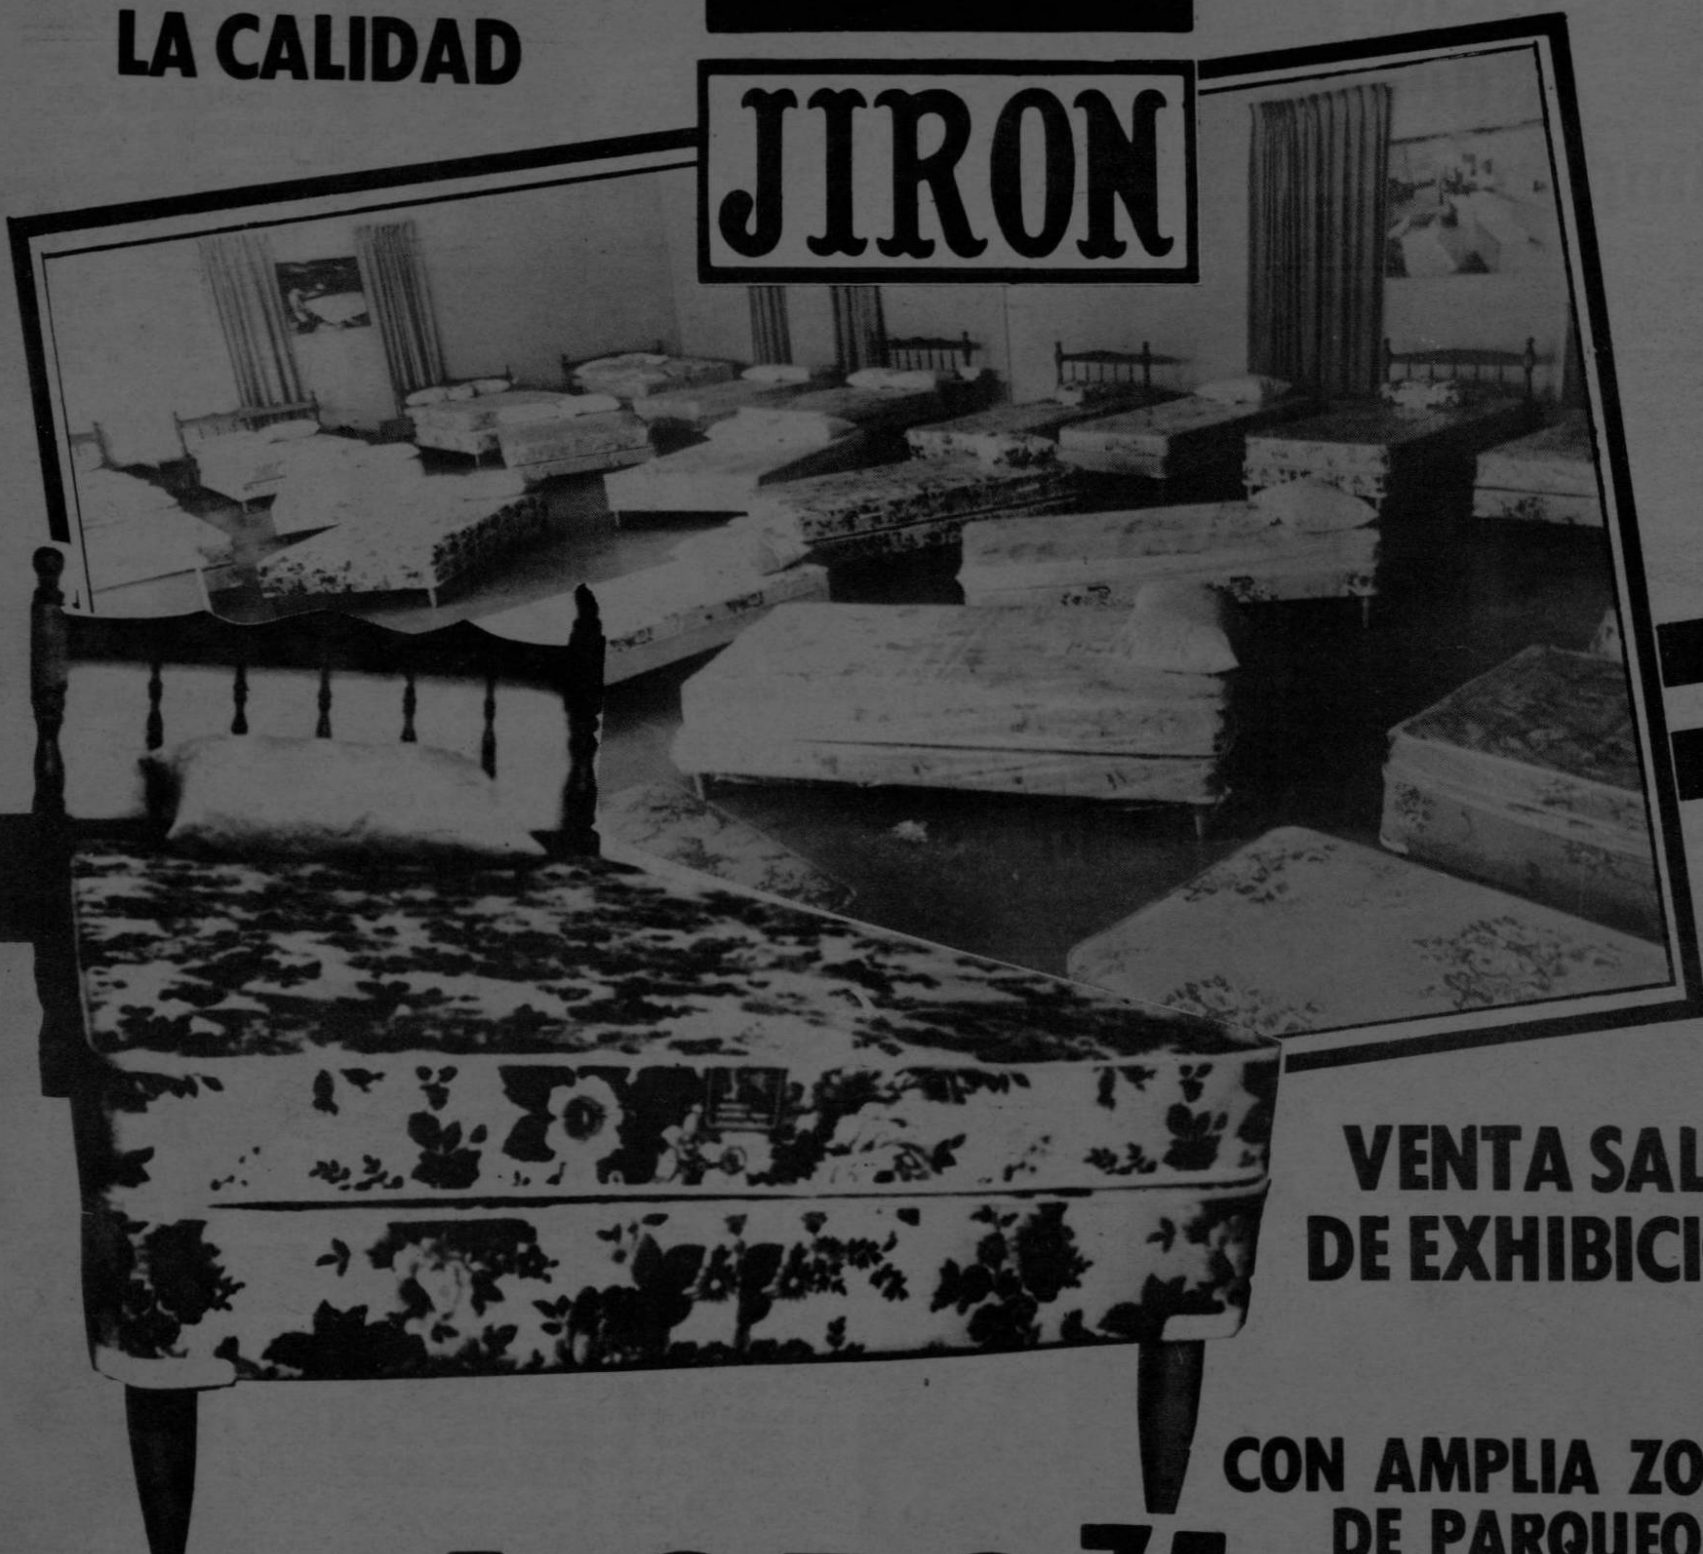 LA CALIDAD
JIRON
VENTA SAL
DE EXHIBICI
CON AMPLIA ZO
DE PARQUEO